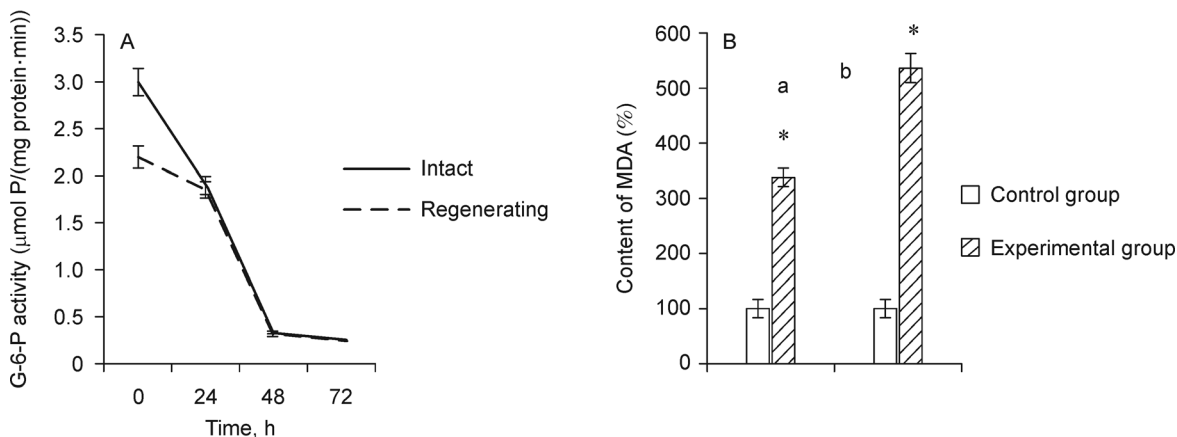 A
G-6-P activity (μmol P/(mg protein·min))
3.5
3.0
2.5
2.0
1.5
1.0
0.5
0
0 24 48 72
Time, h
Intact
Regenerating
B
Content of MDA (%)
600
500
400
300
200
100
0
a
*
b
*
Control group
Experimental group